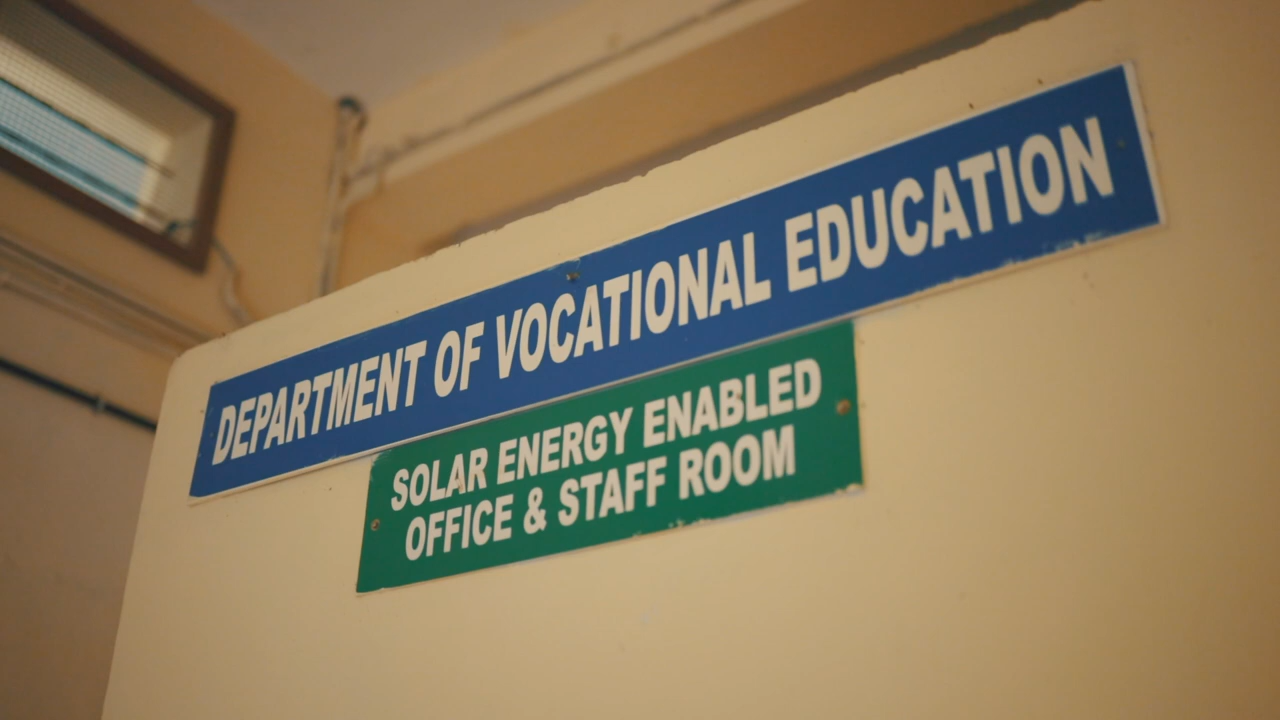 DEPARTMENT OF VOCATIONAL EDUCATION
SOLAR ENERGY ENABLED
OFFICE & STAFF ROOM